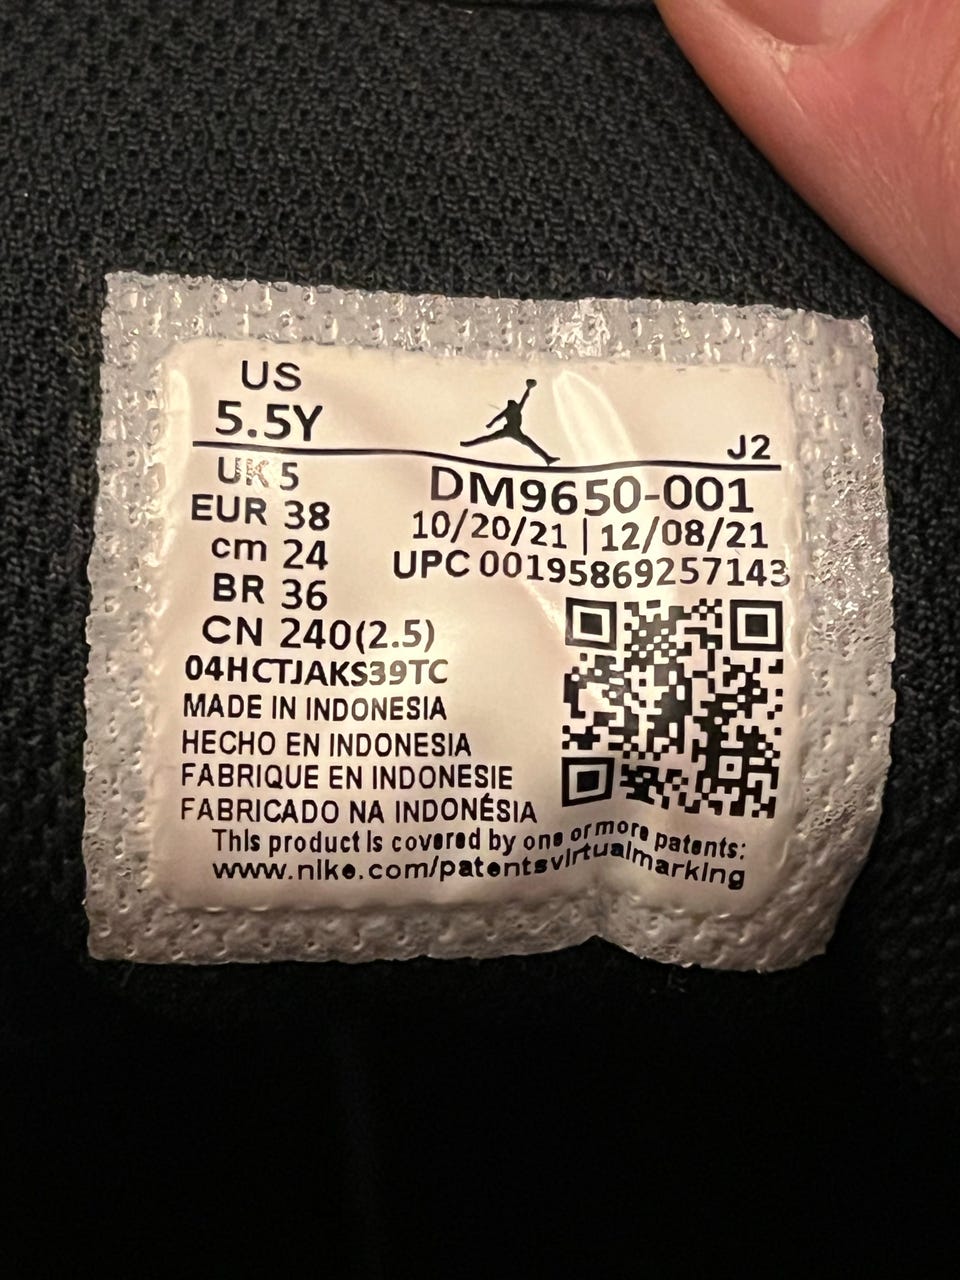 US
5.5Y
J2
UK 5
EUR 38
cm 24
BR 36
CN 240(2.5)
DM9650-001
10/20/21 | 12/08/21
UPC 00195869257143
04HCTJAKS39TC
MADE IN INDONESIA
HECHO EN INDONESIA
FABRIQUE EN INDONESIE
FABRICADO NA INDONÉSIA
This product is covered by one or more patents:
www.nike.com/patentsvirtualmarking